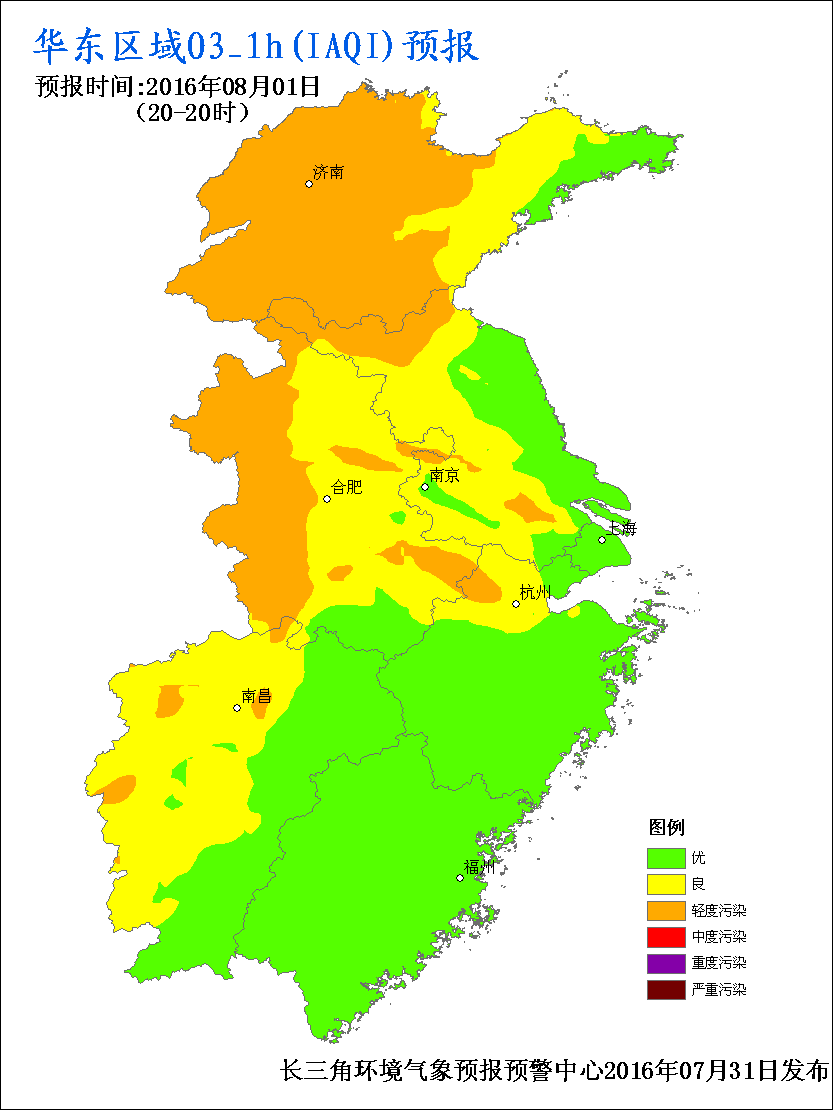 华东区域O3_1h(IAQI)预报
预报时间:2016年08月01日
（20-20时）
济南
南京
合肥
上海
杭州
南昌
福州
图例
优
良
轻度污染
中度污染
重度污染
严重污染
长三角环境气象预报预警中心2016年07月31日发布